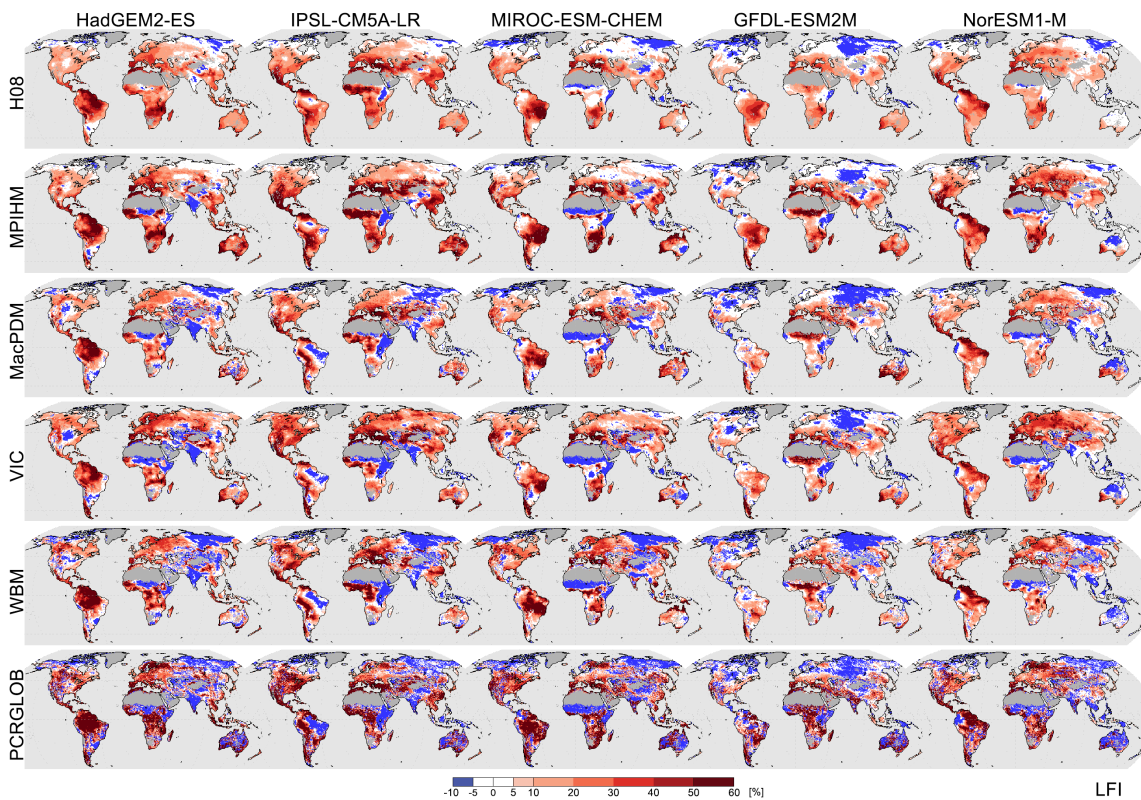 HadGEM2-ES IPSL-CM5A-LR MIROC-ESM-CHEM GFDL-ESM2M NorESM1-M
H08
MPIHM
MacPDM
VIC
WBM
PCRGLOB
-10 -5 0 5 10 20 30 40 50 60 [%]
LFI